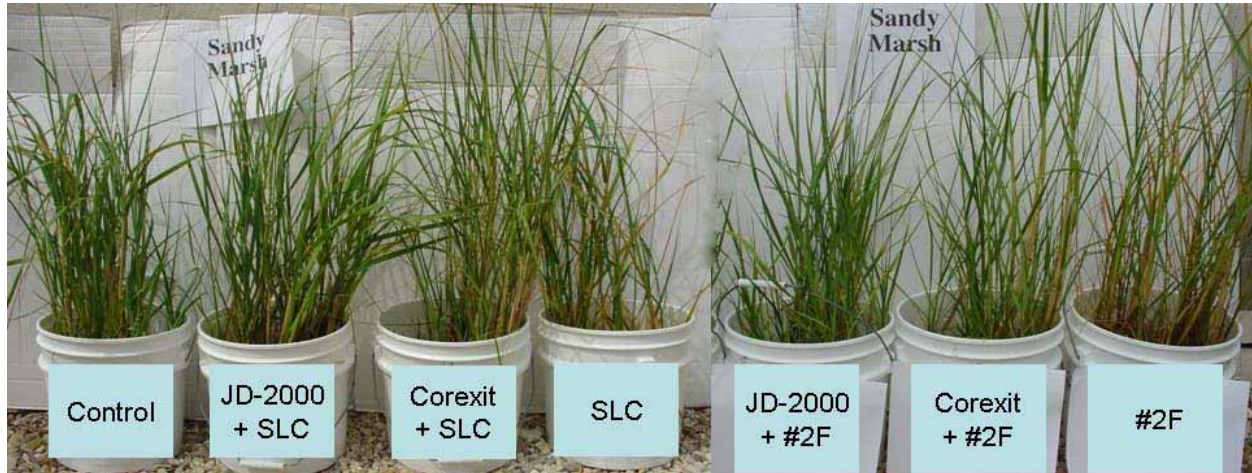 Sandy
Marsh
Sandy
Marsh
Control
JD-2000
+ SLC
Corexit
+ SLC
SLC
JD-2000
+ #2F
Corexit
+ #2F
#2F